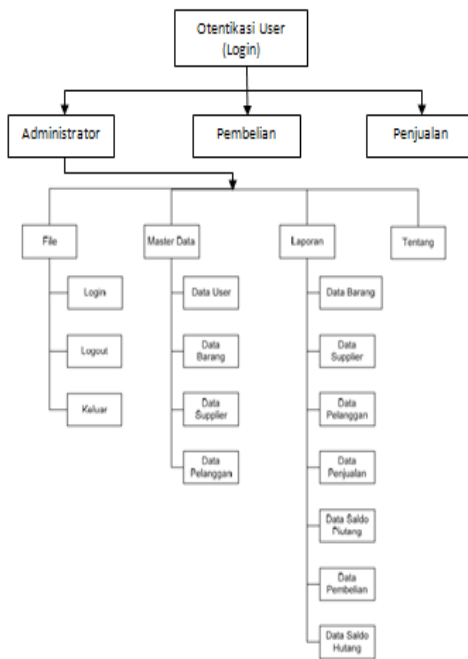 Otentikasi User
(Login)
Administrator
Pembelian
Penjualan
File
Master Data
Laporan
Tentang
Login
Data User
Data Barang
Logout
Data
Barang
Data
Supplier
Keluar
Data
Supplier
Data
Pelanggan
Data
Pelanggan
Data
Penjualan
Data Saldo
Piutang
Data
Pembelian
Data Saldo
Hutang